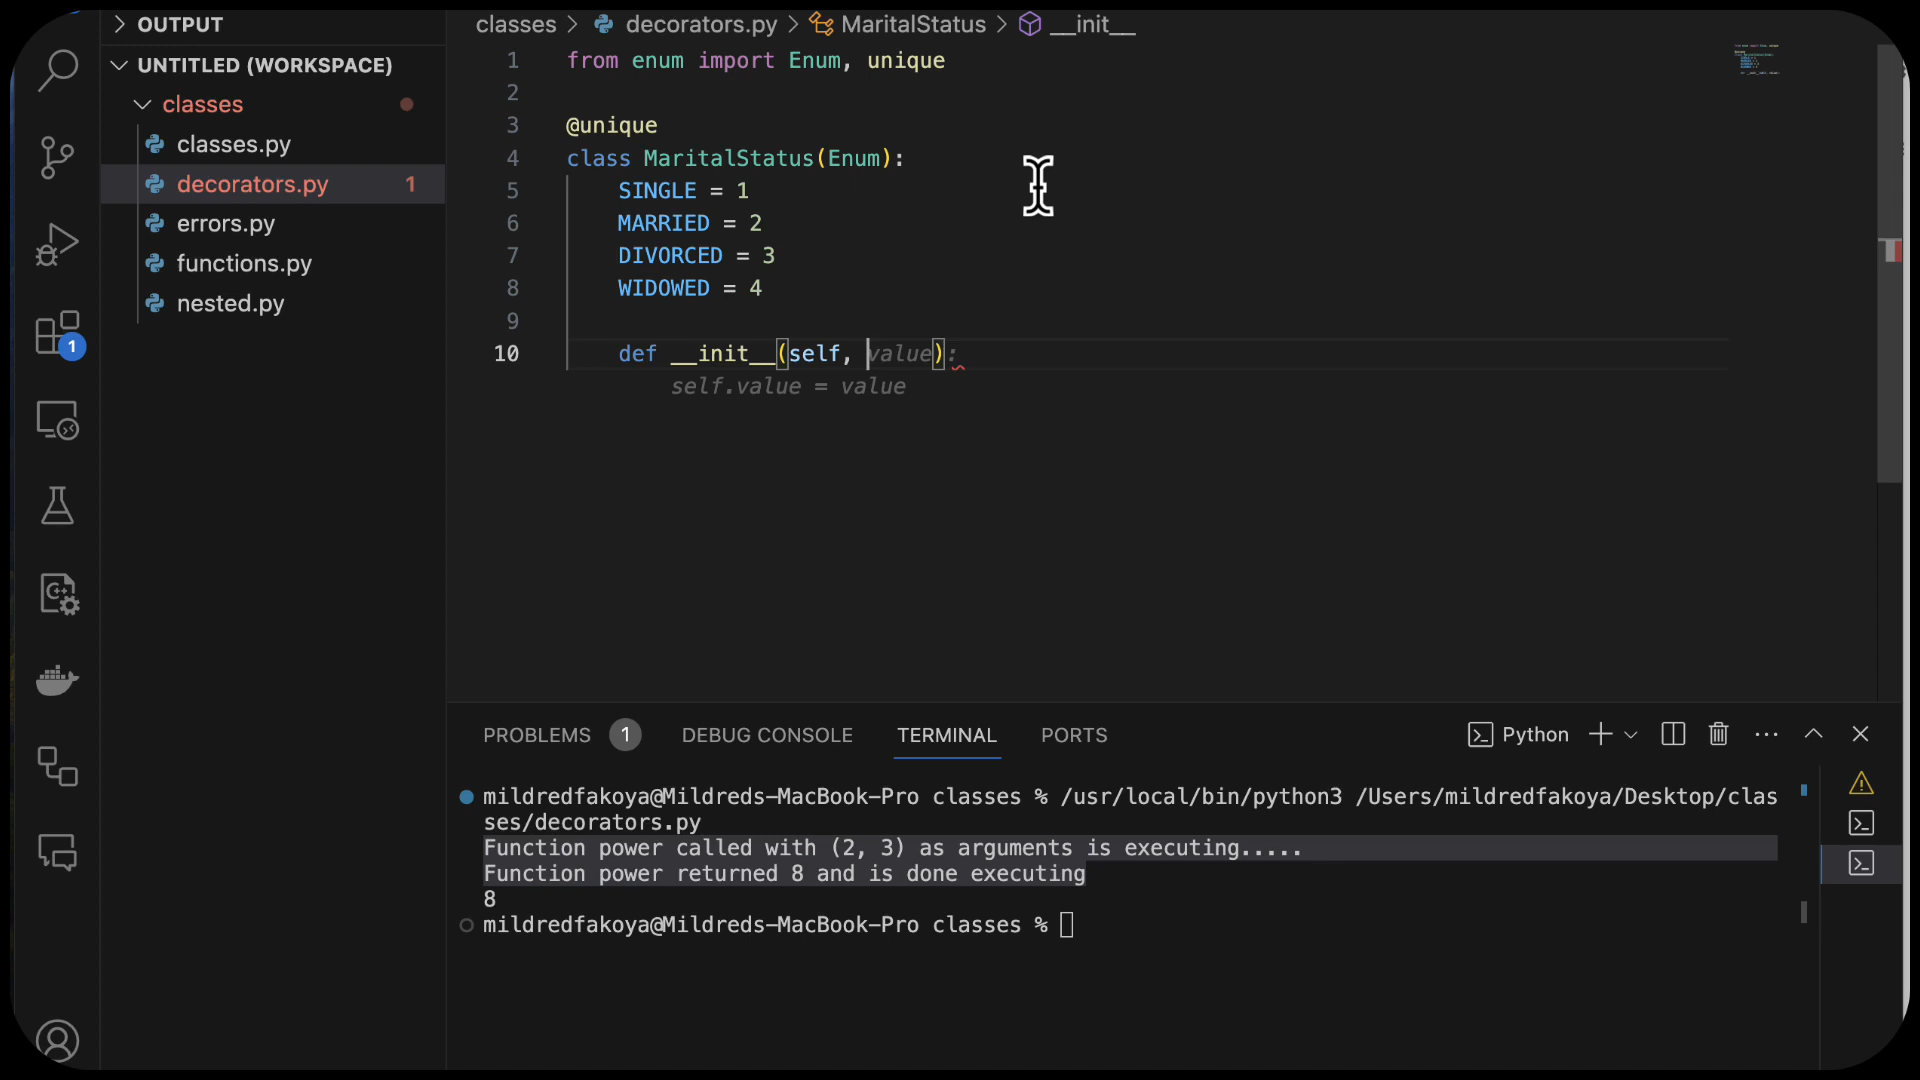 OUTPUT
UNTITLED (WORKSPACE)
classes
classes.py
decorators.py 1
errors.py
functions.py
nested.py
1
classes > decorators.py > MaritalStatus > __init__
1 from enum import Enum, unique
2
3 @unique
4 class MaritalStatus(Enum):
5 SINGLE = 1
6 MARRIED = 2
7 DIVORCED = 3
8 WIDOWED = 4
9
10 def __init__(self, value):
self.value = value
PROBLEMS 1 DEBUG CONSOLE TERMINAL PORTS Python
mildredfakoya@Mildreds-MacBook-Pro classes % /usr/local/bin/python3 /Users/mildredfakoya/Desktop/clas
ses/decorators.py
Function power called with (2, 3) as arguments is executing.....
Function power returned 8 and is done executing
8
mildredfakoya@Mildreds-MacBook-Pro classes %